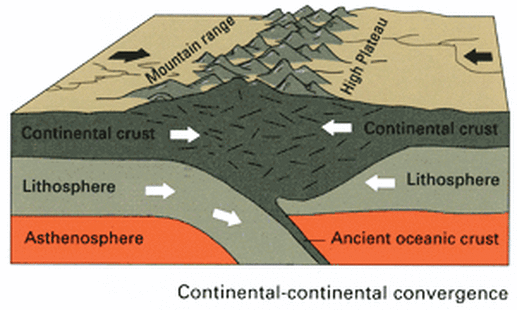 Mountain range
High Plateau
Continental crust
Continental crust
Lithosphere
Lithosphere
Asthenosphere
Ancient oceanic crust
Continental-continental convergence